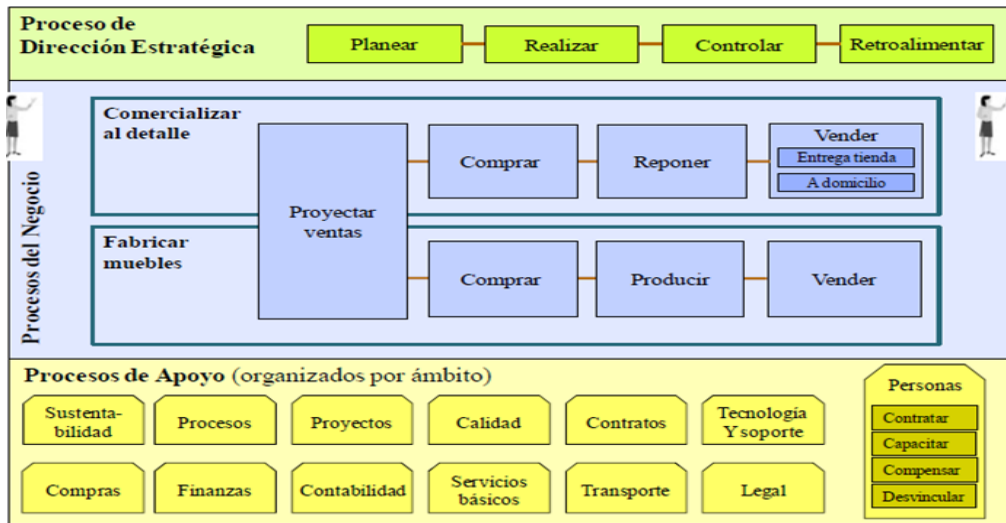 Proceso de
Dirección Estratégica
Planear
Realizar
Controlar
Retroalimentar
Procesos del Negocio
Comercializar
al detalle
Proyectar
ventas
Comprar
Reponer
Vender
Entrega tienda
A domicilio
Fabricar
muebles
Comprar
Producir
Vender
Procesos de Apoyo (organizados por ámbito)
Sustenta-
bilidad
Procesos
Proyectos
Calidad
Contratos
Tecnología
Y soporte
Compras
Finanzas
Contabilidad
Servicios
básicos
Transporte
Legal
Personas
Contratar
Capacitar
Compensar
Desvincular